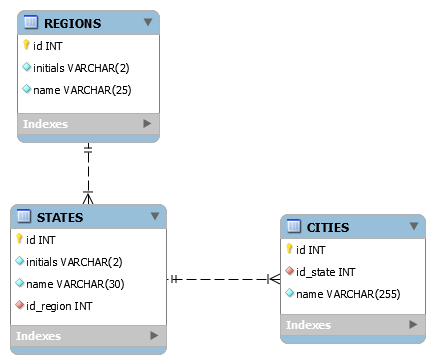 REGIONS
id INT
initials VARCHAR(2)
name VARCHAR(25)
Indexes
STATES
id INT
initials VARCHAR(2)
name VARCHAR(30)
id_region INT
Indexes
CITIES
id INT
id_state INT
name VARCHAR(255)
Indexes